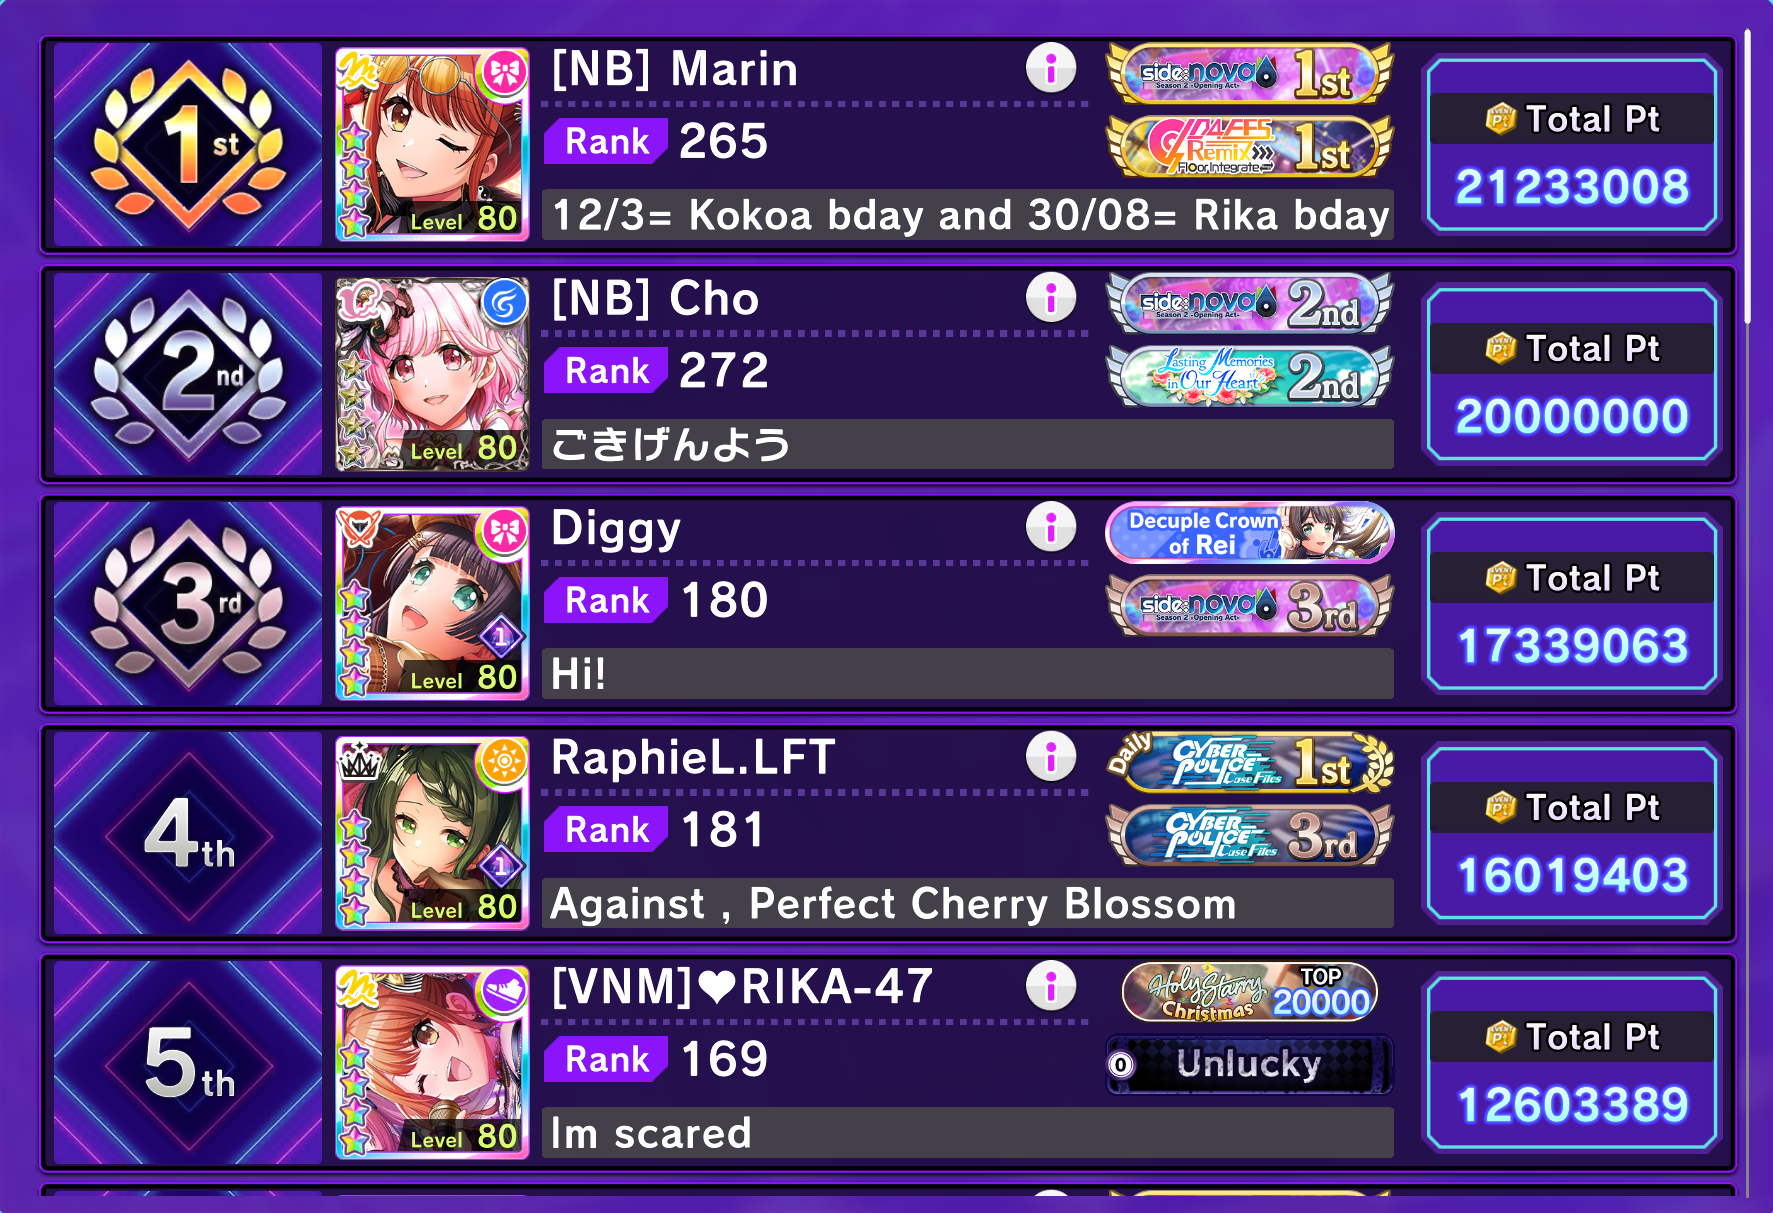 1st
Level 80
[NB] Marin
i
Rank 265
12/3= Kokoa bday and 30/08= Rika bday
side:nova
Season 2 -Opening Act-
1st
D4FES.
Remix
Floor Integrate
1st
EVENT Pt
Total Pt
21233008
2nd
Level 80
[NB] Cho
i
Rank 272
ごきげんよう
side:nova
Season 2 -Opening Act-
2nd
Lasting Memories
in Our Heart
2nd
EVENT Pt
Total Pt
20000000
3rd
1
Level 80
Diggy
i
Rank 180
Hi!
Decuple Crown
of Rei
side:nova
Season 2 -Opening Act-
3rd
EVENT Pt
Total Pt
17339063
4th
1
Level 80
RaphieL.LFT
i
Rank 181
Against , Perfect Cherry Blossom
Daily
CYBER
POLICE
Case Files
1st
CYBER
POLICE
Case Files
3rd
EVENT Pt
Total Pt
16019403
5th
Level 80
[VNM]♥RIKA-47
i
Rank 169
Im scared
Holy Starry
Christmas
TOP
20000
0
Unlucky
EVENT Pt
Total Pt
12603389